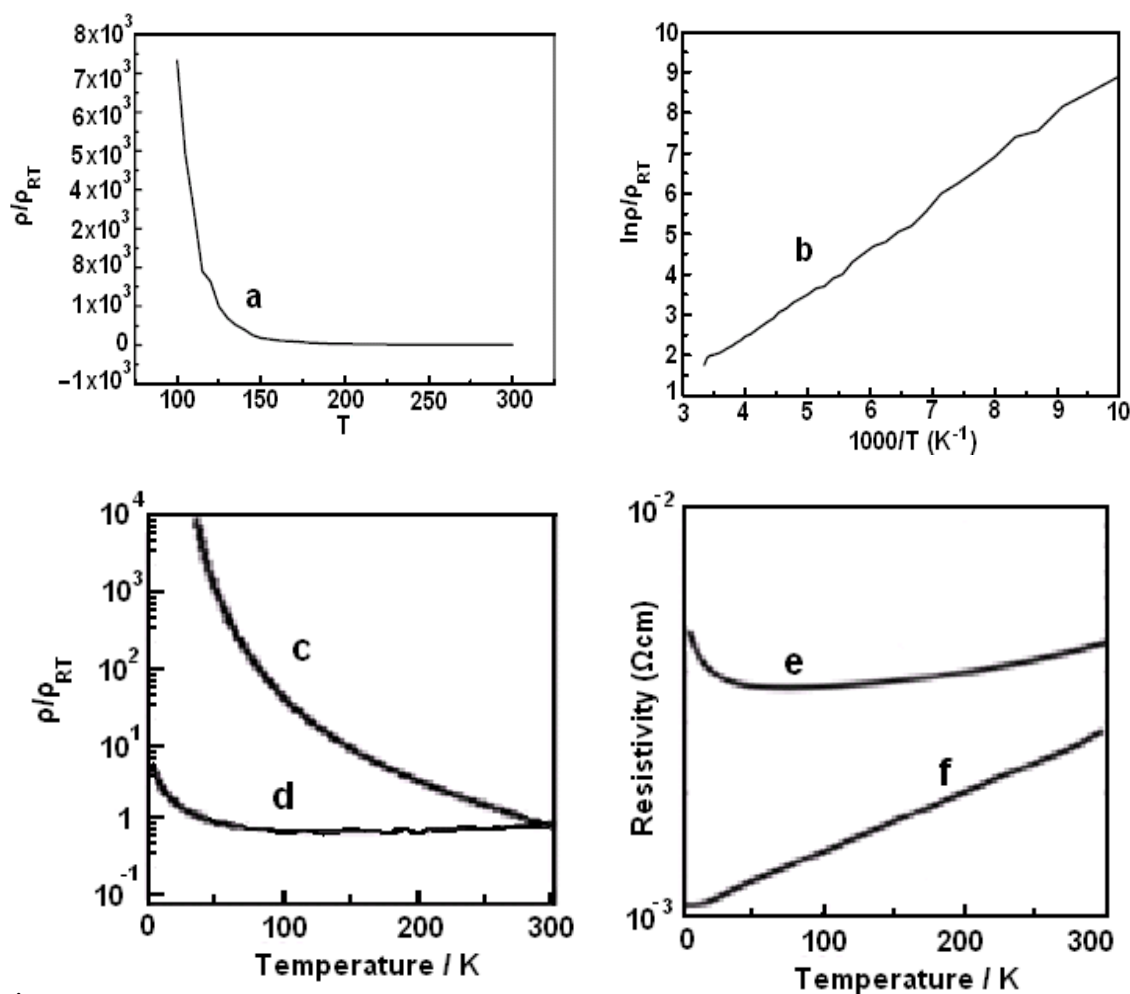 8x10³
7x10³
6x10³
5x10³
4x10³
2x10³
8x10³
1x10³
0
−1x10³
ρ/ρRT
a
100 150 200 250 300
T
10
9
8
7
6
5
4
3
2
1
lnρ/ρRT
b
3 4 5 6 7 8 9 10
1000/T (K⁻¹)
10⁴
10³
10²
10¹
1
10⁻¹
ρ/ρRT
c
d
0 100 200 300
Temperature / K
10⁻²
10⁻³
Resistivity (Ωcm)
e
f
0 100 200 300
Temperature / K